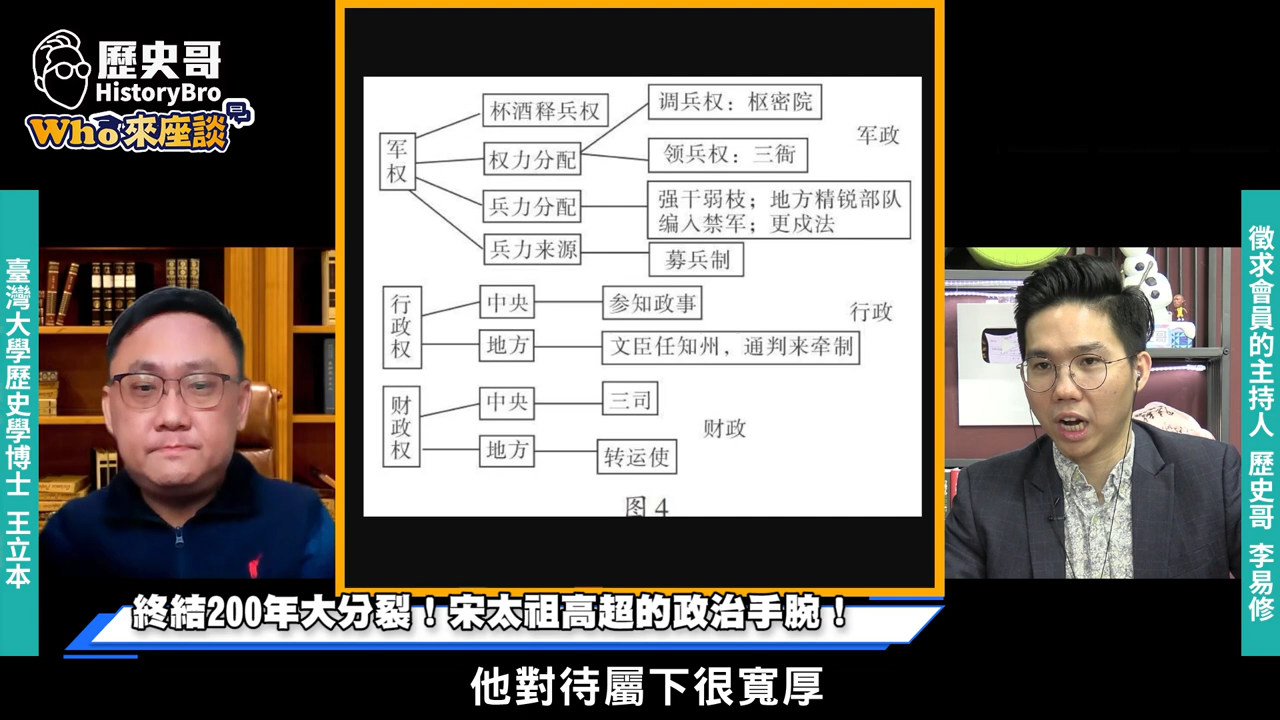 歷史哥
HistoryBro
Who來座談
军权
杯酒释兵权
权力分配
调兵权：枢密院
领兵权：三衙
军政
兵力分配
强干弱枝；地方精锐部队
编入禁军；更戍法
兵力来源
募兵制
行政权
中央
参知政事
行政
地方
文臣任知州，通判来牵制
财政权
中央
三司
财政
地方
转运使
图 4
臺灣大學歷史學博士 王立本
徵求會員的主持人 歷史哥 李易修
終結200年大分裂！宋太祖高超的政治手腕！
他對待屬下很寬厚